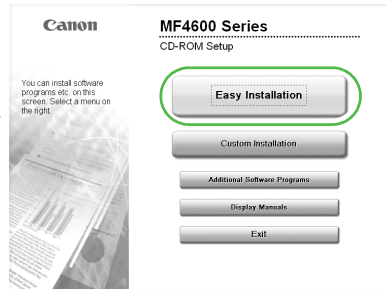 Canon
MF4600 Series
CD-ROM Setup
You can install software
programs etc. on this
screen. Select a menu on
the right.
Easy Installation
Custom Installation
Additional Software Programs
Display Manuals
Exit